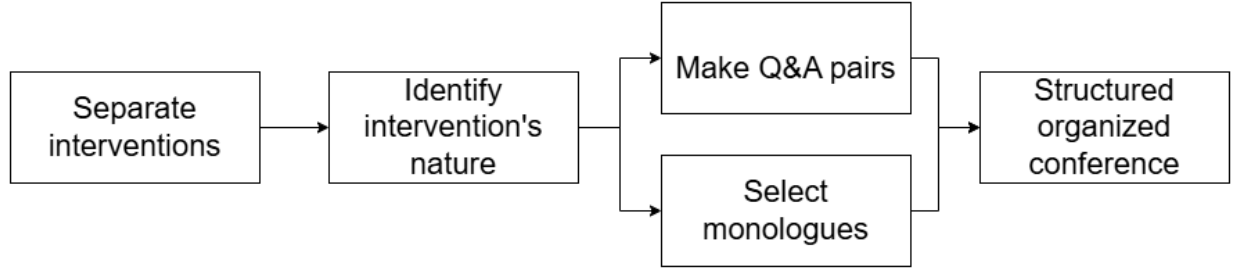 Separate
interventions
Identify
intervention's
nature
Make Q&A pairs
Select
monologues
Structured
organized
conference